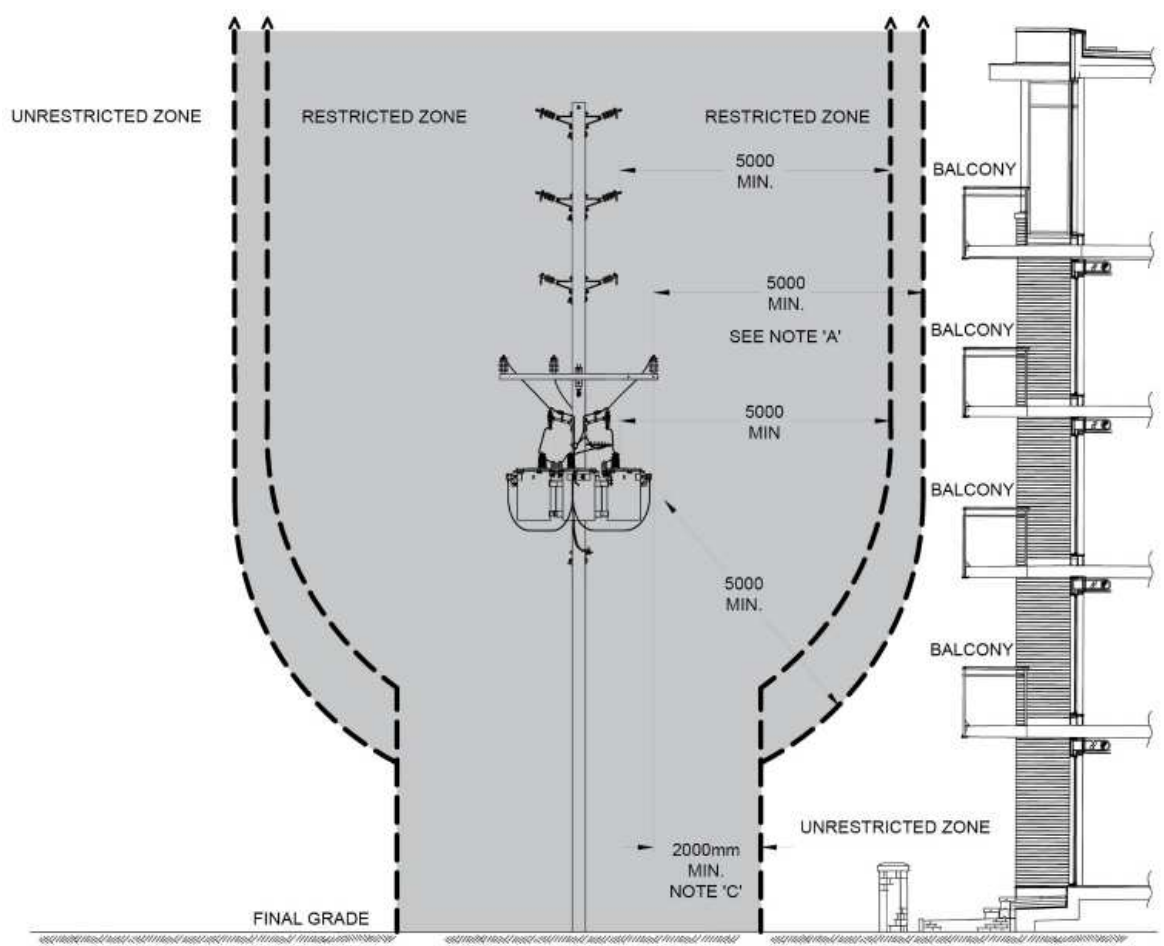 UNRESTRICTED ZONE
RESTRICTED ZONE
RESTRICTED ZONE
5000
MIN.
BALCONY
5000
MIN.
SEE NOTE 'A'
BALCONY
5000
MIN
BALCONY
5000
MIN.
BALCONY
UNRESTRICTED ZONE
2000mm
MIN.
NOTE 'C'
FINAL GRADE